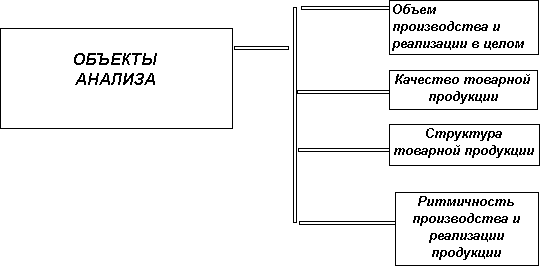 ОБЪЕКТЫ
АНАЛИЗА
Объем
производства и
реализации в целом
Качество товарной
продукции
Структура
товарной продукции
Ритмичность
производства и
реализации
продукции